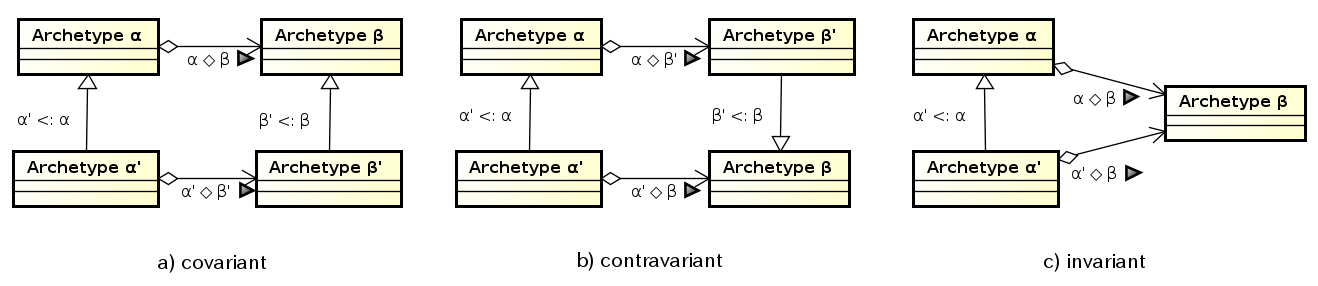 Archetype α
Archetype β
α ◇ β
α' <: α
β' <: β
Archetype α'
Archetype β'
α' ◇ β'
a) covariant
Archetype α
Archetype β'
α ◇ β'
α' <: α
β' <: β
Archetype α'
Archetype β
α' ◇ β
b) contravariant
Archetype α
α ◇ β
Archetype β
α' <: α
Archetype α'
α' ◇ β
c) invariant